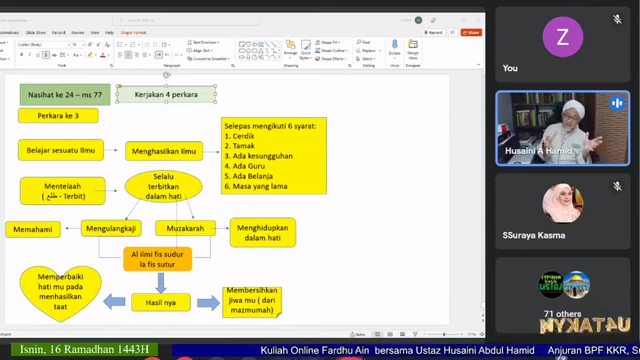 Nasihat ke 24 – ms 77
Kerjakan 4 perkara
Perkara ke 3
Belajar sesuatu Ilmu
Menghasilkan Ilmu
Selepas mengikuti 6 syarat:
1. Cerdik
2. Tamak
3. Ada kesungguhan
4. Ada Guru
5. Ada Belanja
6. Masa yang lama
Mentelaah
(طلع - Terbit)
Selalu
terbitkan
dalam hati
Memahami
Mengulangkaji
Muzakarah
Menghidupkan
dalam hati
Al ilmi fis sudur
la fis sutur
Memperbaiki
hati mu pada
menhasilkan
taat
Hasil nya
Membersihkan
jiwa mu ( dari
mazmumah)
Z
You
Husaini A Hamid
SSuraya Kasma
71 others
NYKAT4U
Isnin, 16 Ramadhan 1443H
Kuliah Online Fardhu Ain bersama Ustaz Husaini Abdul Hamid
Anjuran BPF KKR, Su